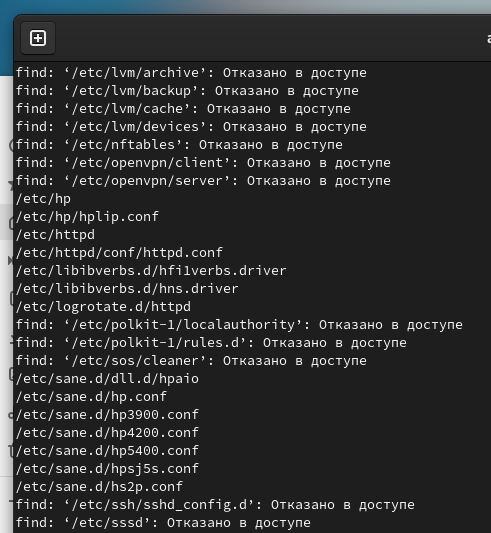 find: ‘/etc/lvm/archive’: Отказано в доступе
find: ‘/etc/lvm/backup’: Отказано в доступе
find: ‘/etc/lvm/cache’: Отказано в доступе
find: ‘/etc/lvm/devices’: Отказано в доступе
find: ‘/etc/nftables’: Отказано в доступе
find: ‘/etc/openvpn/client’: Отказано в доступе
find: ‘/etc/openvpn/server’: Отказано в доступе
/etc/hp
/etc/hp/hplip.conf
/etc/httpd
/etc/httpd/conf/httpd.conf
/etc/libibverbs.d/hfi1verbs.driver
/etc/libibverbs.d/hns.driver
/etc/logrotate.d/httpd
find: ‘/etc/polkit-1/localauthority’: Отказано в доступе
find: ‘/etc/polkit-1/rules.d’: Отказано в доступе
find: ‘/etc/sos/cleaner’: Отказано в доступе
/etc/sane.d/dll.d/hpaio
/etc/sane.d/hp.conf
/etc/sane.d/hp3900.conf
/etc/sane.d/hp4200.conf
/etc/sane.d/hp5400.conf
/etc/sane.d/hpsj5s.conf
/etc/sane.d/hs2p.conf
find: ‘/etc/ssh/sshd_config.d’: Отказано в доступе
find: ‘/etc/sssd’: Отказано в доступе